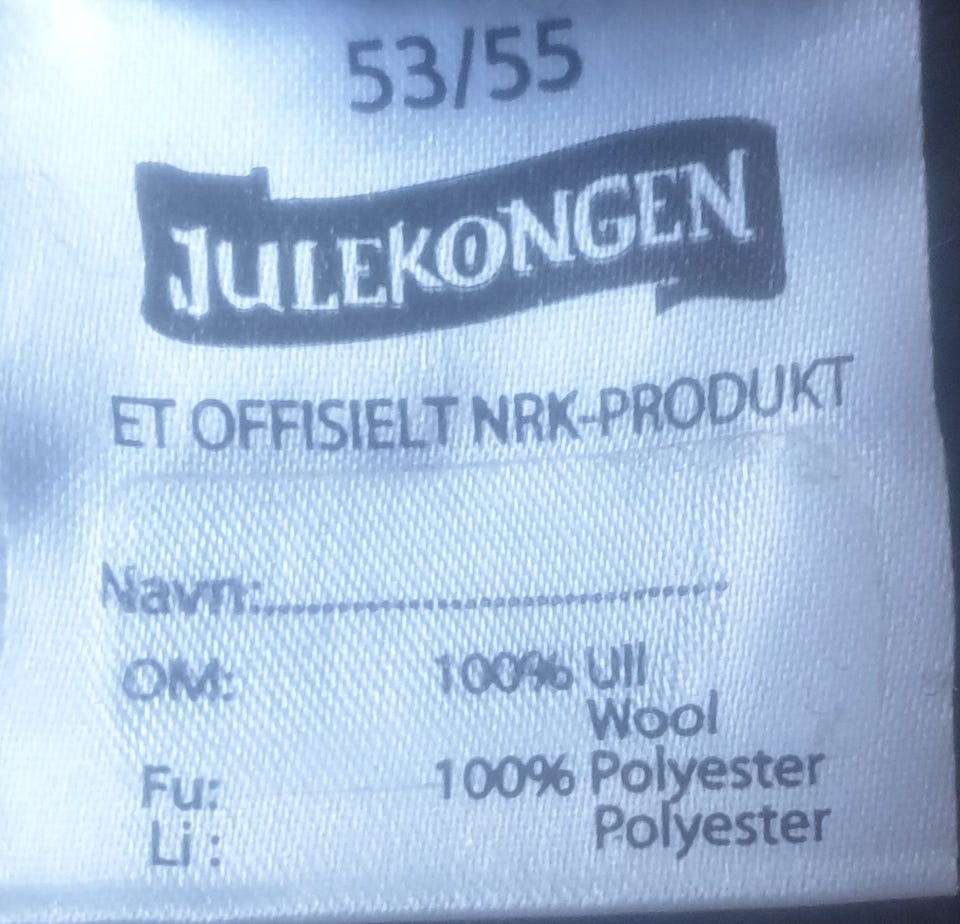 53/55
JULEKONGEN
ET OFFISIELT NRK-PRODUKT
Navn:..........................................
OM: 100% Ull
Wool
Fu: 100% Polyester
Li : Polyester